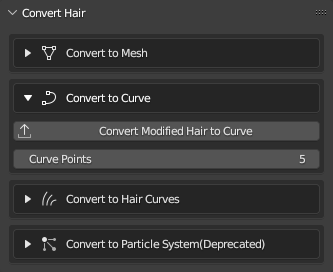 Convert Hair
Convert to Mesh
Convert to Curve
Convert Modified Hair to Curve
Curve Points 5
Convert to Hair Curves
Convert to Particle System(Deprecated)